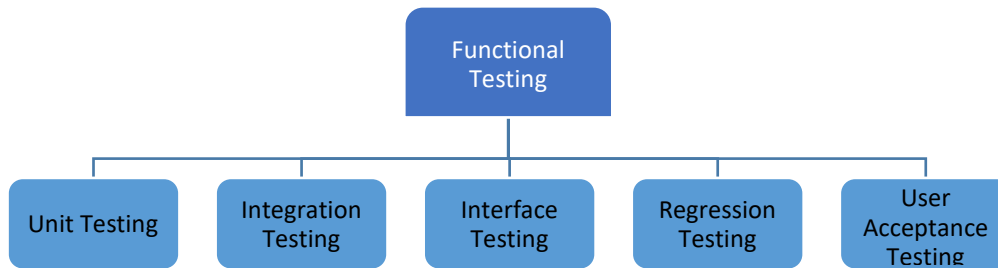 Functional
Testing
Unit Testing
Integration
Testing
Interface
Testing
Regression
Testing
User
Acceptance
Testing